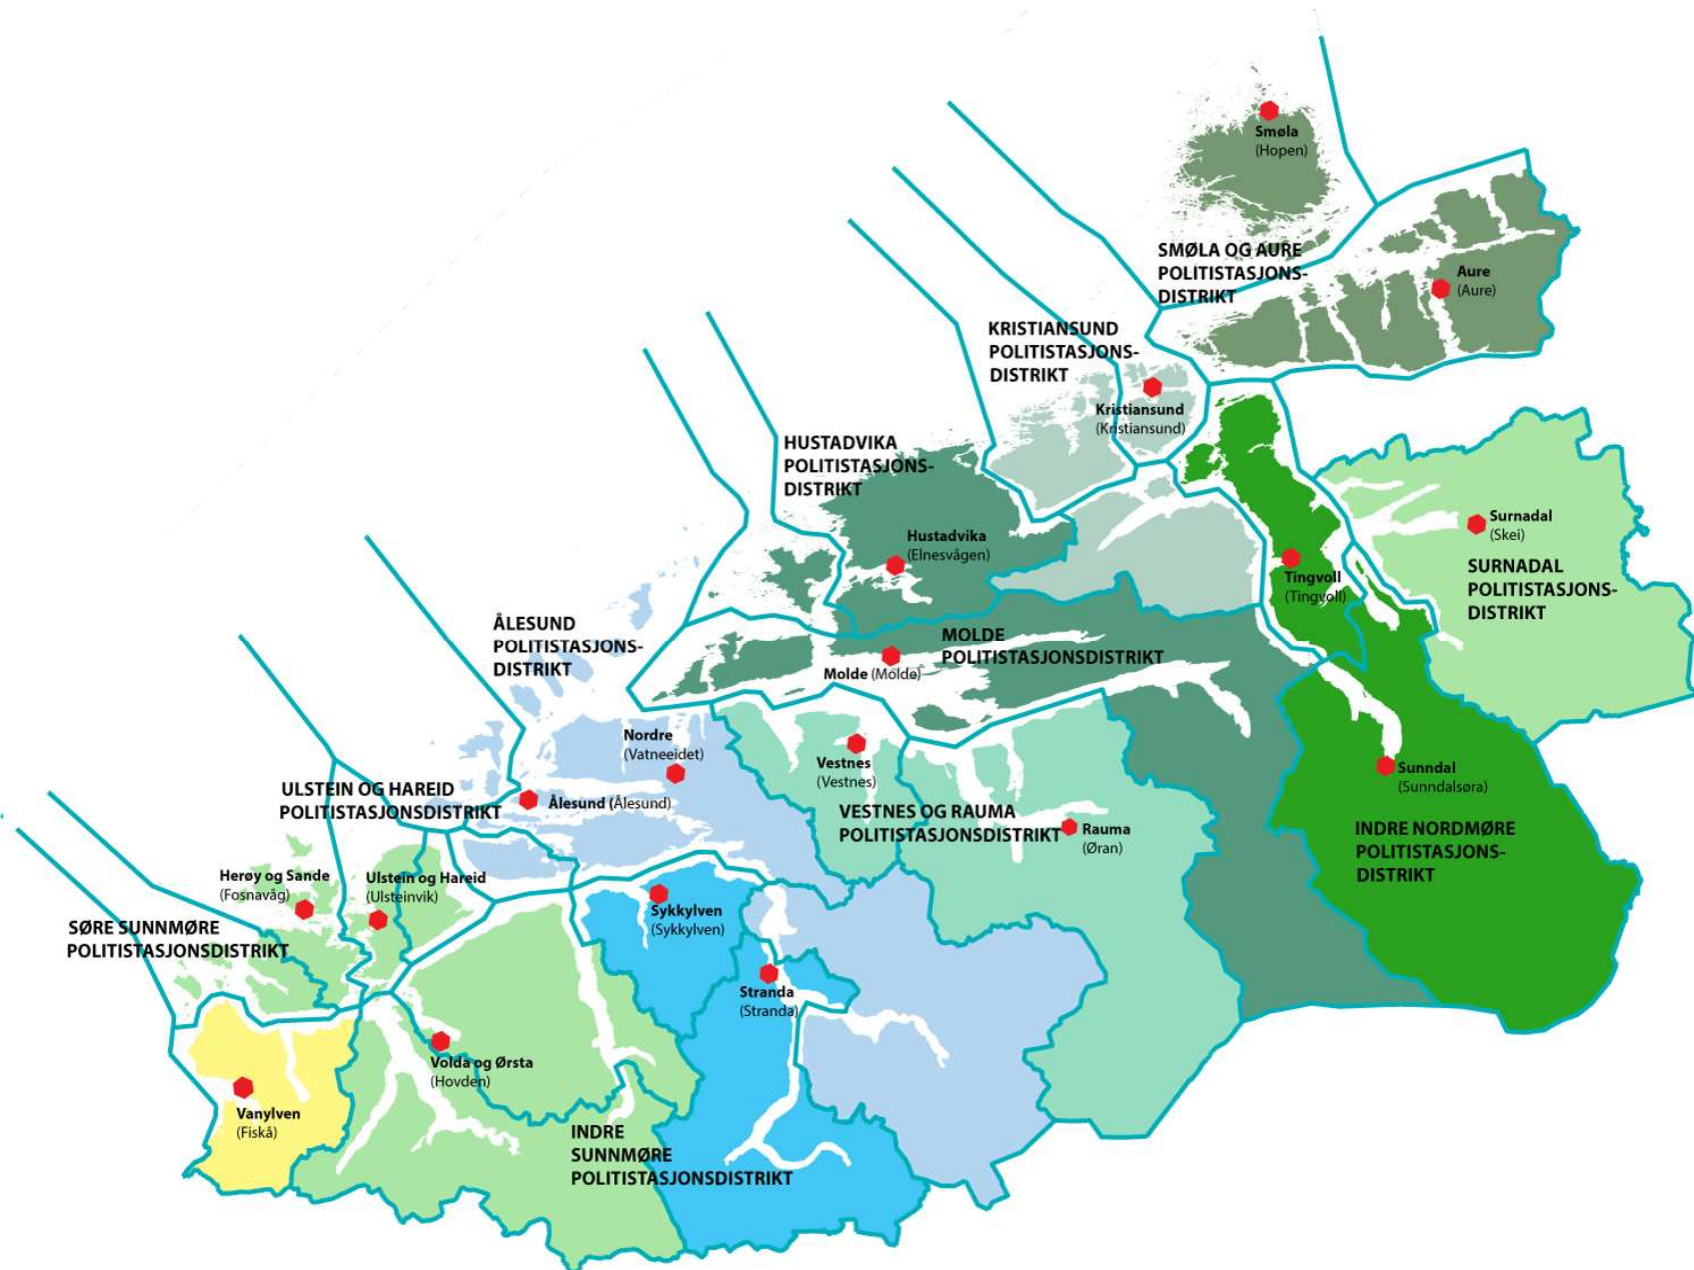 Smøla
(Hopen)
SMØLA OG AURE
POLITISTASJONS-
DISTRIKT
Aure
(Aure)
KRISTIANSUND
POLITISTASJONS-
DISTRIKT
Kristiansund
(Kristiansund)
HUSTADVIKA
POLITISTASJONS-
DISTRIKT
Hustadvika
(Elnesvågen)
Surnadal
(Skei)
SURNADAL
POLITISTASJONS-
DISTRIKT
Tingvoll
(Tingvoll)
ÅLESUND
POLITISTASJONS-
DISTRIKT
MOLDE
POLITISTASJONSDISTRIKT
Molde (Molde)
Nordre
(Vatneeidet)
Vestnes
(Vestnes)
Sunndal
(Sunndalsøra)
ULSTEIN OG HAREID
POLITISTASJONSDISTRIKT
Ålesund (Ålesund)
VESTNES OG RAUMA
POLITISTASJONSDISTRIKT
Rauma
(Øran)
INDRE NORDMØRE
POLITISTASJONS-
DISTRIKT
Herøy og Sande
(Fosnavåg)
Ulstein og Hareid
(Ulsteinvik)
Sykkylven
(Sykkylven)
SØRE SUNNMØRE
POLITISTASJONSDISTRIKT
Stranda
(Stranda)
Volda og Ørsta
(Hovden)
Vanylven
(Fiskå)
INDRE
SUNNMØRE
POLITISTASJONSDISTRIKT